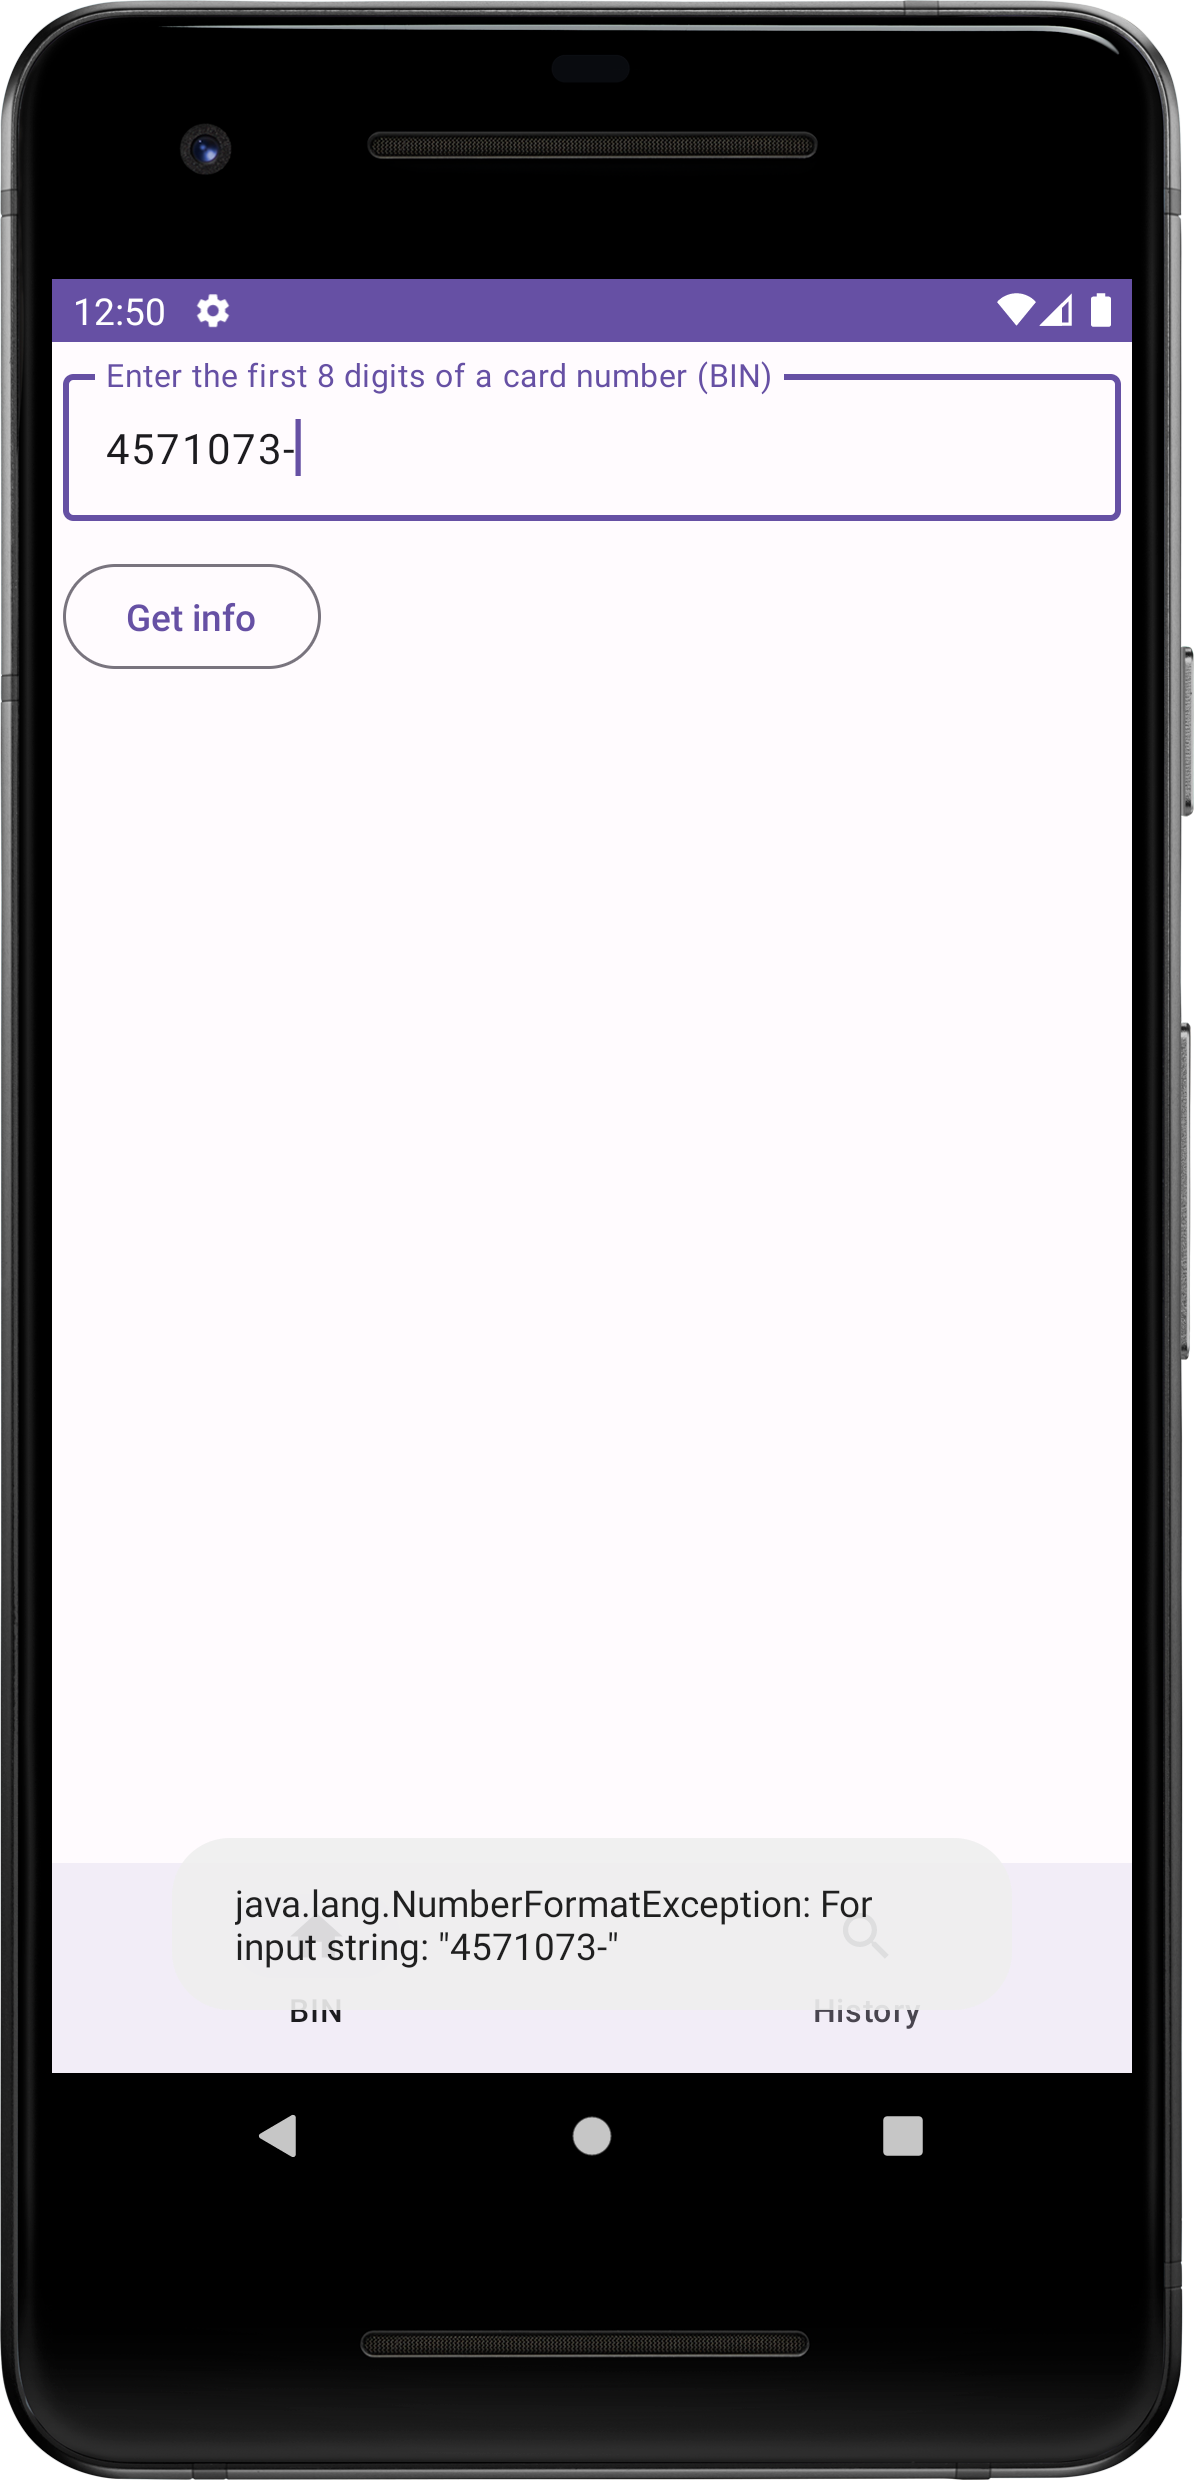 12:50
Enter the first 8 digits of a card number (BIN)
4571073-
Get info
java.lang.NumberFormatException: For
input string: "4571073-"
BIN
History